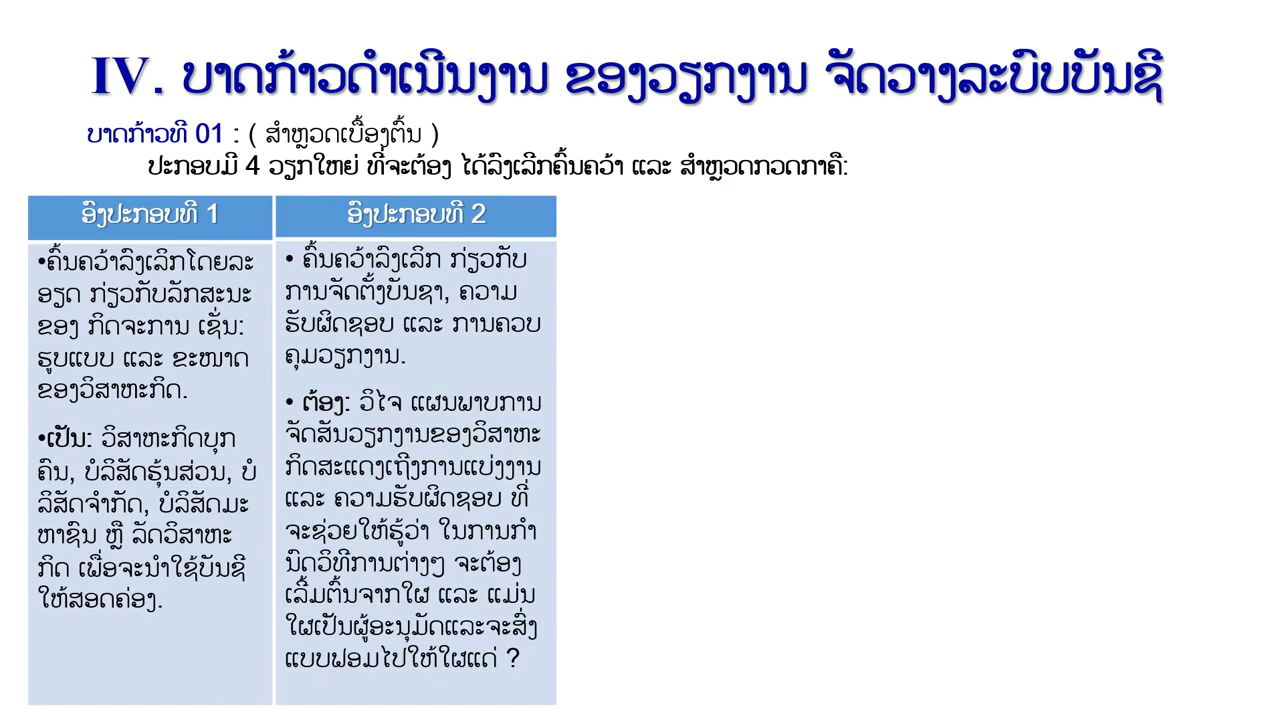 IV. ບາດກ້າວດຳເນີນງານ ຂອງວຽກງານ ຈັດວາງລະບົບບັນຊີ
ບາດກ້າວທີ 01 : ( ສຳຫຼວດເບື້ອງຕົ້ນ )
ປະກອບມີ 4 ວຽກໃຫຍ່ ທີ່ຈະຕ້ອງ ໄດ້ລົງເລີກຄົ້ນຄວ້າ ແລະ ສຳຫຼວດກວດກາຄື:
ອົງປະກອບທີ 1
•ຄົ້ນຄວ້າລົງເລິກໂດຍລະ
ອຽດ ກ່ຽວກັບລັກສະນະ
ຂອງ ກິດຈະການ ເຊັ່ນ:
ຮູບແບບ ແລະ ຂະໜາດ
ຂອງວິສາຫະກິດ.
•ເປັນ: ວິສາຫະກິດບຸກ
ຄົນ, ບໍລິສັດຮຸ້ນສ່ວນ, ບໍ
ລິສັດຈຳກັດ, ບໍລິສັດມະ
ຫາຊົນ ຫຼື ລັດວິສາຫະ
ກິດ ເພື່ອຈະນຳໃຊ້ບັນຊີ
ໃຫ້ສອດຄ່ອງ.
ອົງປະກອບທີ 2
• ຄົ້ນຄວ້າລົງເລິກ ກ່ຽວກັບ
ການຈັດຕັ້ງບັນຊາ, ຄວາມ
ຮັບຜິດຊອບ ແລະ ການຄວບ
ຄຸມວຽກງານ.
• ຕ້ອງ: ວິໄຈ ແຜນພາບການ
ຈັດສັນວຽກງານຂອງວິສາຫະ
ກິດສະແດງເຖິງການແບ່ງງານ
ແລະ ຄວາມຮັບຜິດຊອບ ທີ່
ຈະຊ່ວຍໃຫ້ຮູ້ວ່າ ໃນການກຳ
ນົດວິທີການຕ່າງໆ ຈະຕ້ອງ
ເລີ້ມຕົ້ນຈາກໃຜ ແລະ ແມ່ນ
ໃຜເປັນຜູ້ອະນຸມັດແລະຈະສົ່ງ
ແບບຟອມໄປໃຫ້ໃຜແດ່ ?